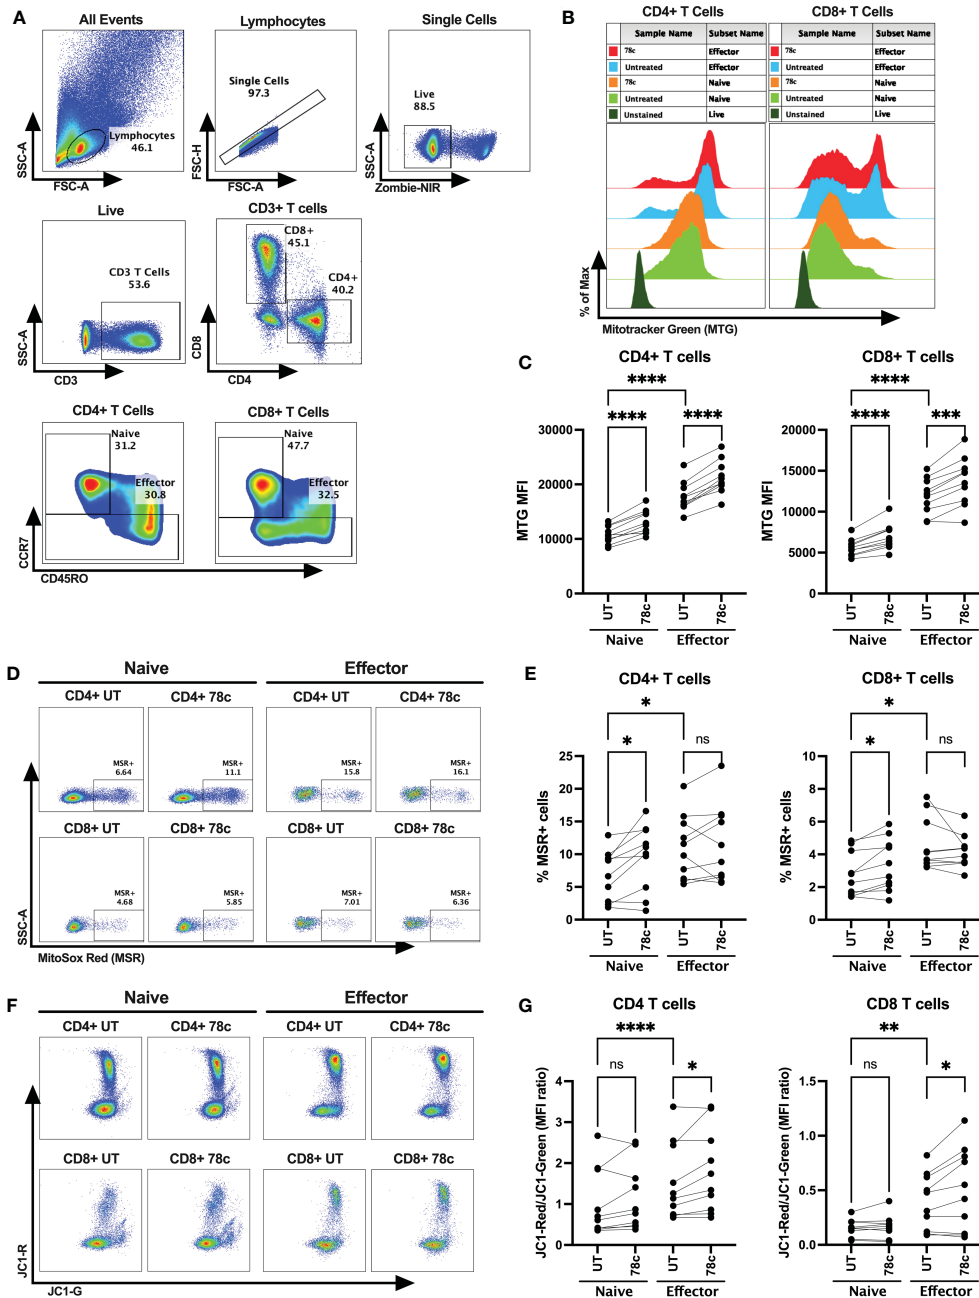 A
All Events
Lymphocytes
Single Cells
Lymphocytes
46.1
SSC-A
FSC-A
Single Cells
97.3
FSC-H
FSC-A
Live
88.5
SSC-A
Zombie-NIR
Live
CD3+ T cells
CD3 T Cells
53.6
SSC-A
CD3
CD8+
45.1
CD4+
40.2
CD8
CD4
CD4+ T Cells
CD8+ T Cells
Naive
31.2
Effector
30.8
Naive
47.7
Effector
32.5
CCR7
CD45RO
B
CD4+ T Cells
CD8+ T Cells
Sample Name Subset Name Sample Name Subset Name
78c Effector 78c Effector
Untreated Effector Untreated Effector
78c Naive 78c Naive
Untreated Naive Untreated Naive
Unstained Live Unstained Live
% of Max
Mitotracker Green (MTG)
C
CD4+ T cells
CD8+ T cells
****
**** ****
****
**** ***
MTG MFI
30000
20000
10000
0
UT 78c UT 78c
Naive Effector
MTG MFI
20000
15000
10000
5000
0
UT 78c UT 78c
Naive Effector
D
Naive
Effector
CD4+ UT CD4+ 78c CD4+ UT CD4+ 78c
MSR+
6.64
MSR+
11.1
MSR+
15.8
MSR+
16.1
CD8+ UT CD8+ 78c CD8+ UT CD8+ 78c
MSR+
4.68
MSR+
5.85
MSR+
7.01
MSR+
6.36
SSC-A
MitoSox Red (MSR)
E
CD4+ T cells
CD8+ T cells
*
* ns
*
* ns
% MSR+ cells
25
20
15
10
5
0
UT 78c UT 78c
Naive Effector
% MSR+ cells
10
8
6
4
2
0
UT 78c UT 78c
Naive Effector
F
Naive
Effector
CD4+ UT CD4+ 78c CD4+ UT CD4+ 78c
CD8+ UT CD8+ 78c CD8+ UT CD8+ 78c
JC1-R
JC1-G
G
CD4 T cells
CD8 T cells
****
ns *
**
ns *
JC1-Red/JC1-Green (MFI ratio)
4
3
2
1
0
UT 78c UT 78c
Naive Effector
JC1-Red/JC1-Green (MFI ratio)
1.5
1.0
0.5
0.0
UT 78c UT 78c
Naive Effector